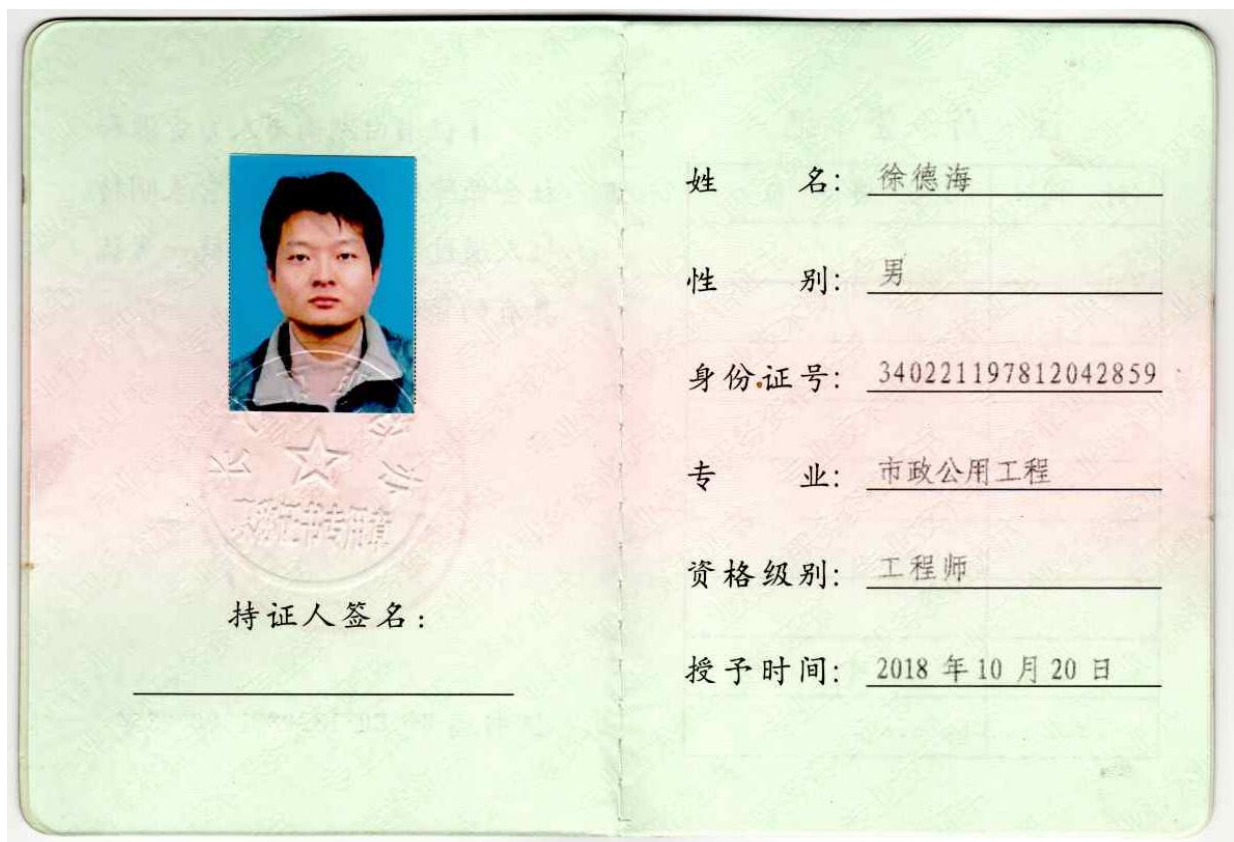 持证人签名：
姓 名: 徐德海
性 别: 男
身份证号: 340221197812042859
专 业: 市政公用工程
资格级别: 工程师
授予时间: 2018 年 10 月 20 日